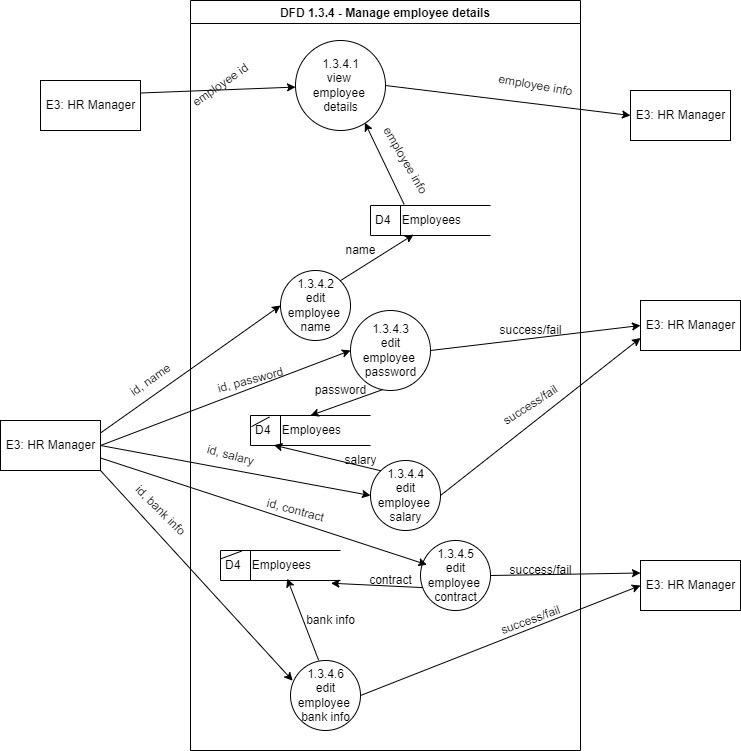 DFD 1.3.4 - Manage employee details
E3: HR Manager
employee id
1.3.4.1
view
employee
details
employee info
E3: HR Manager
employee info
D4
Employees
name
1.3.4.2
edit
employee
name
id, name
1.3.4.3
edit
employee
password
id, password
success/fail
E3: HR Manager
password
success/fail
D4
Employees
E3: HR Manager
id, salary
salary
1.3.4.4
edit
employee
salary
id, bank info
id, contract
1.3.4.5
edit
employee
contract
D4
Employees
contract
success/fail
E3: HR Manager
bank info
success/fail
1.3.4.6
edit
employee
bank info